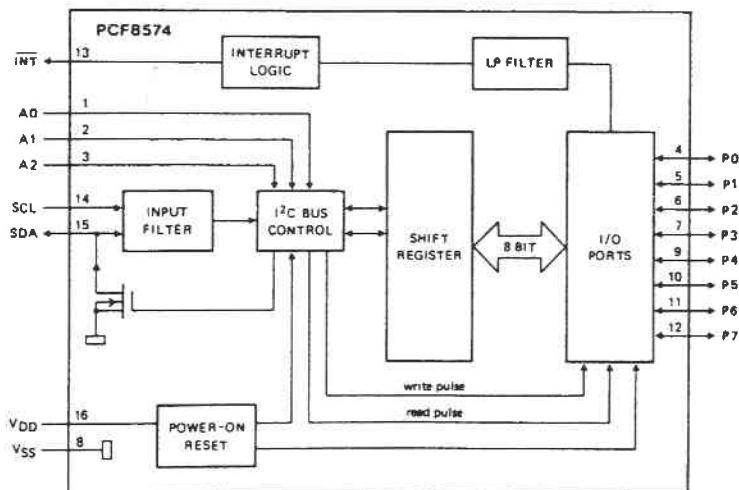 PCF8574
INT
13
INTERRUPT
LOGIC
LP FILTER
A0
1
A1
2
A2
3
SCL
14
SDA
15
INPUT
FILTER
I²C BUS
CONTROL
SHIFT
REGISTER
8 BIT
I/O
PORTS
4
P0
5
P1
6
P2
7
P3
9
P4
10
P5
11
P6
12
P7
write pulse
read pulse
VDD
16
VSS
8
POWER-ON
RESET